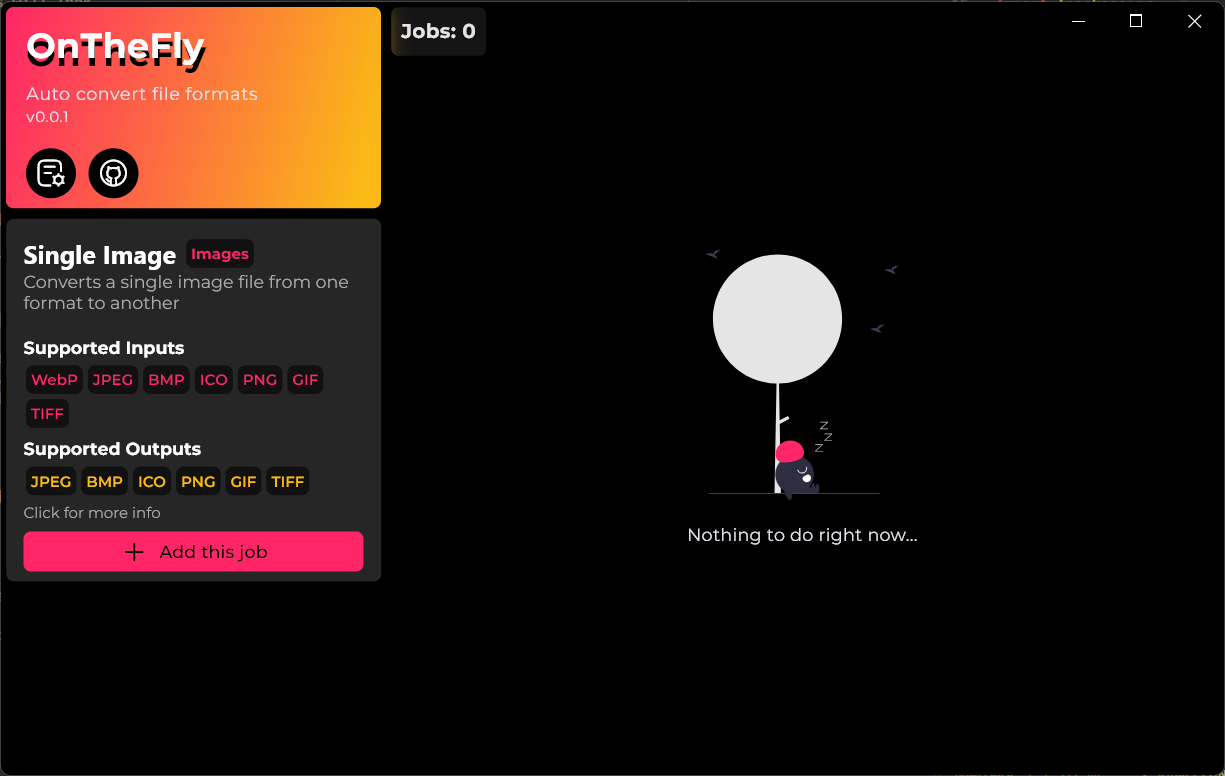 OnTheFly
Auto convert file formats
v0.0.1
Jobs: 0
Single Image Images
Converts a single image file from one
format to another
Supported Inputs
WebP JPEG BMP ICO PNG GIF
TIFF
Supported Outputs
JPEG BMP ICO PNG GIF TIFF
Click for more info
Add this job
Z
Z
Z
Nothing to do right now...